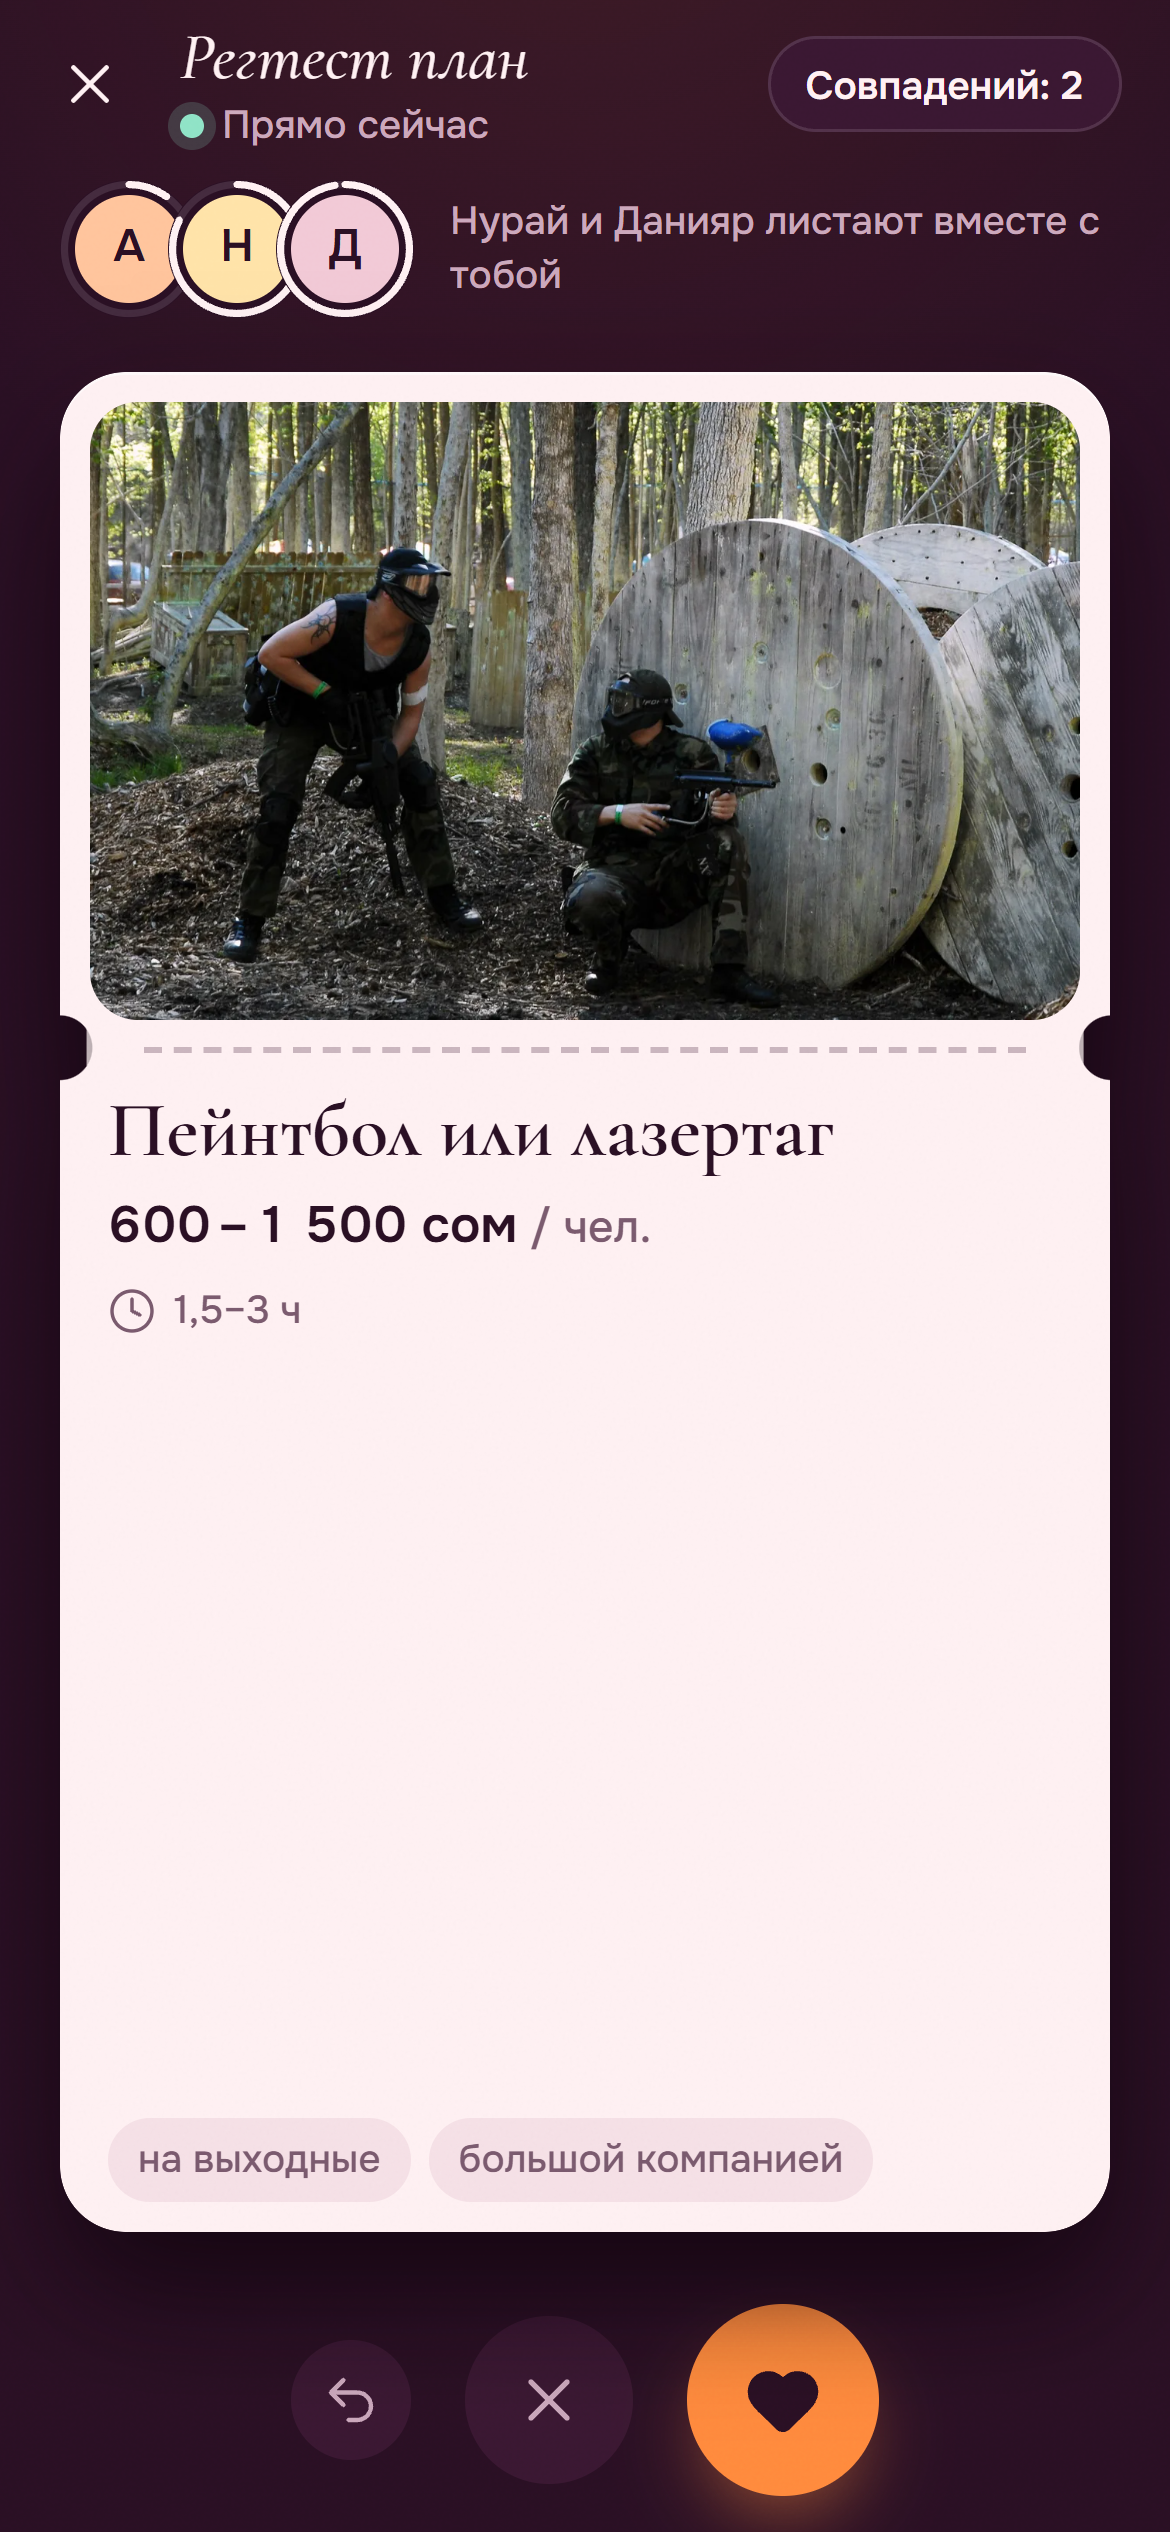 Регтест план
Прямо сейчас
Совпадений: 2
А
Н
Д
Нурай и Данияр листают вместе с
тобой
Пейнтбол или лазертаг
600 – 1 500 сом / чел.
1,5–3 ч
на выходные
большой компанией